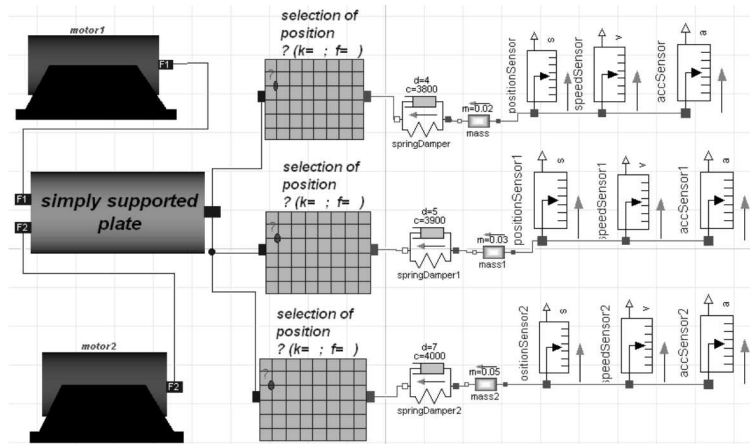 motor1
F1
selection of
position
? (k= ; f= )
?
d=4
c=3800
springDamper
m=0.02
mass
positionSensor
s
speedSensor
v
accSensor
a
F1
F2
simply supported
plate
selection of
position
? (k= ; f= )
?
d=5
c=3900
springDamper1
m=0.03
mass1
positionSensor1
s
speedSensor1
v
accSensor1
a
motor2
F2
selection of
position
? (k= ; f= )
?
d=7
c=4000
springDamper2
m=0.05
mass2
ositionSensor2
s
speedSensor2
v
accSensor2
a